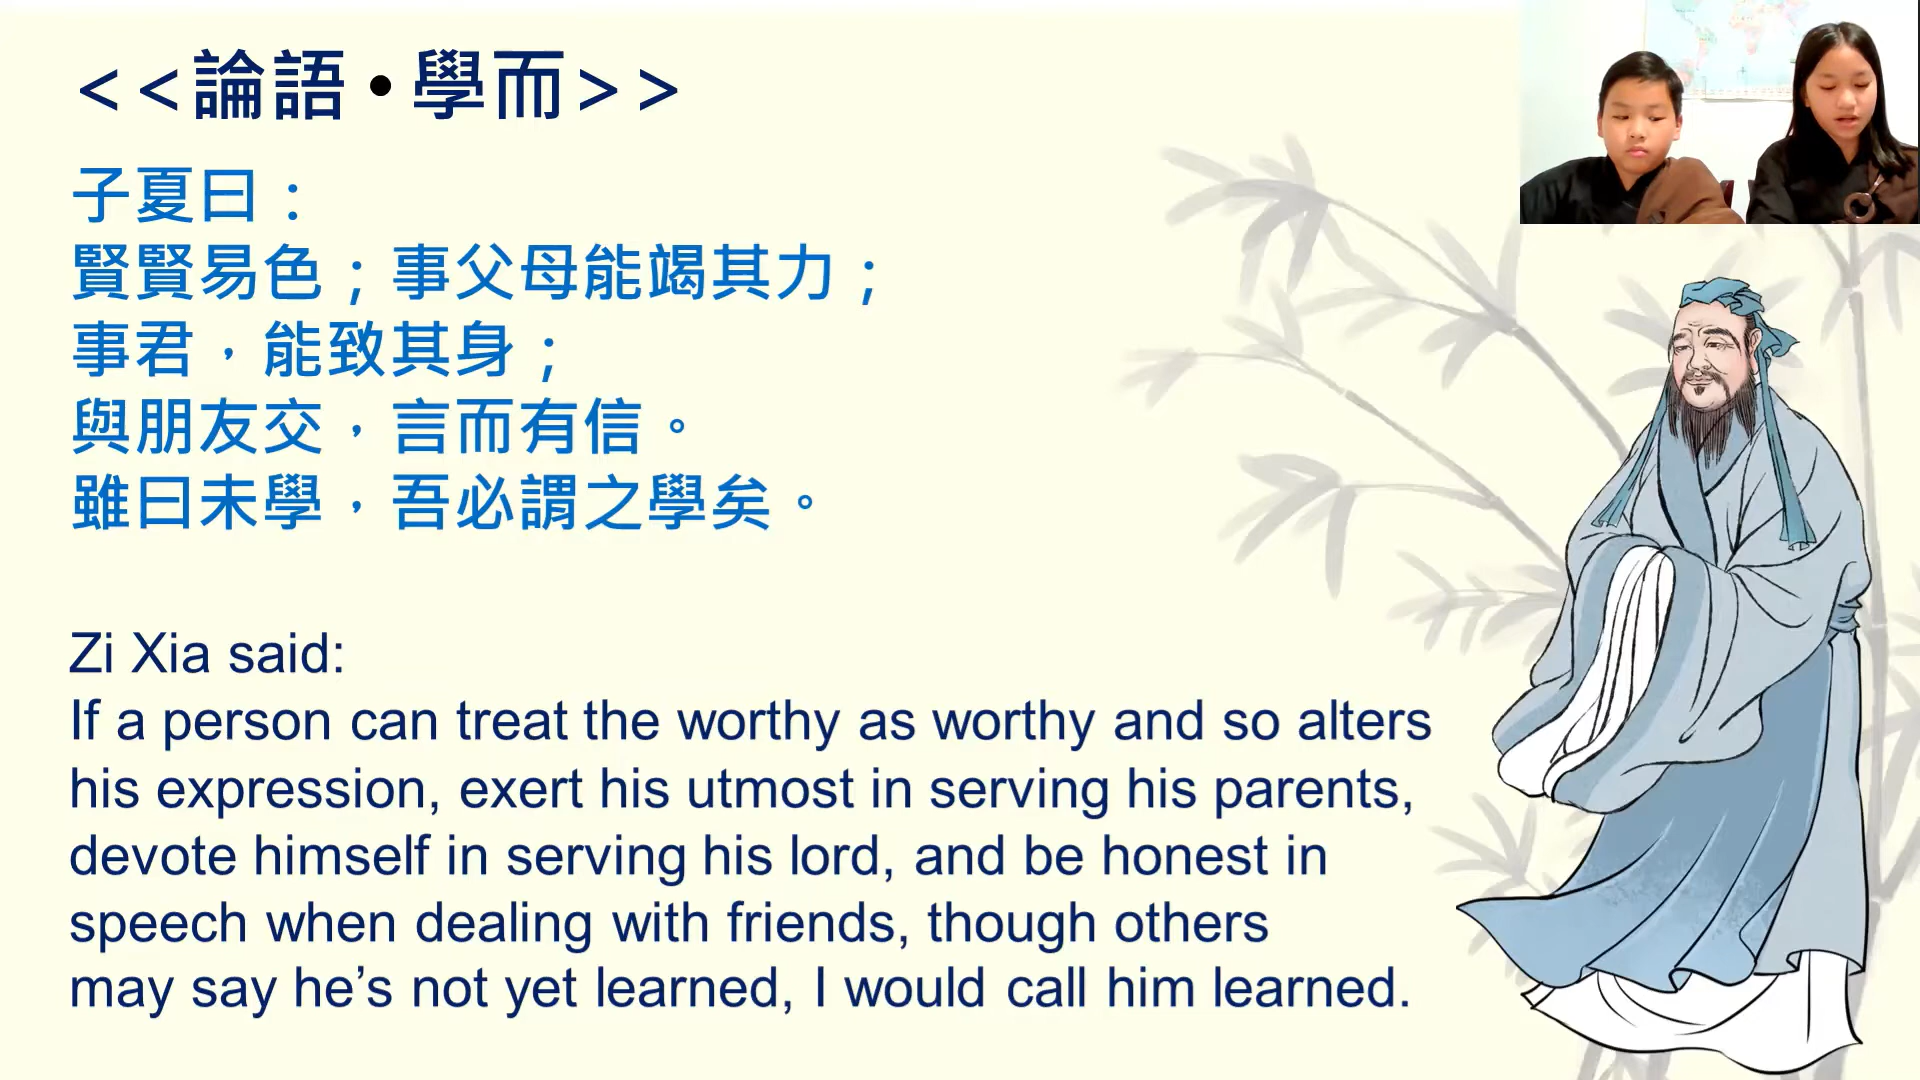 <<論語•學而>>
子夏曰：
賢賢易色；事父母能竭其力；
事君，能致其身；
與朋友交，言而有信。
雖曰未學，吾必謂之學矣。
Zi Xia said:
If a person can treat the worthy as worthy and so alters
his expression, exert his utmost in serving his parents,
devote himself in serving his lord, and be honest in
speech when dealing with friends, though others
may say he’s not yet learned, I would call him learned.